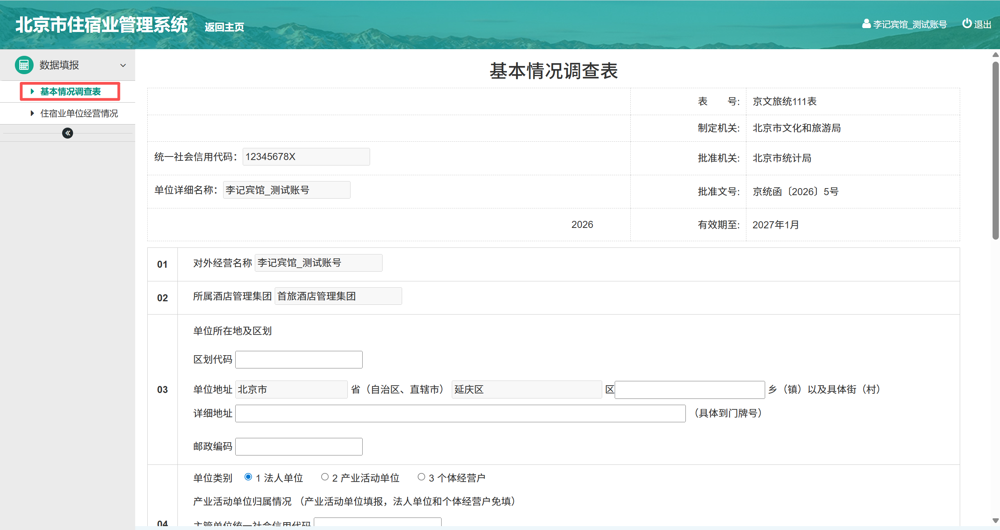 北京市住宿业管理系统 返回主页 李记宾馆_测试账号 退出
数据填报
基本情况调查表
住宿业单位经营情况
基本情况调查表
表 号: 京文旅统111表
制定机关: 北京市文化和旅游局
统一社会信用代码： 12345678X 批准机关: 北京市统计局
单位详细名称： 李记宾馆_测试账号 批准文号: 京统函〔2026〕5号
2026 有效期至: 2027年1月
01 对外经营名称 李记宾馆_测试账号
02 所属酒店管理集团 首旅酒店管理集团
03
单位所在地及区划
区划代码
单位地址 北京市 省（自治区、直辖市） 延庆区 区 乡（镇）以及具体街（村）
详细地址 （具体到门牌号）
邮政编码
单位类别 1 法人单位 2 产业活动单位 3 个体经营户
产业活动单位归属情况 （产业活动单位填报，法人单位和个体经营户免填）
04 主管单位统一社会信用代码